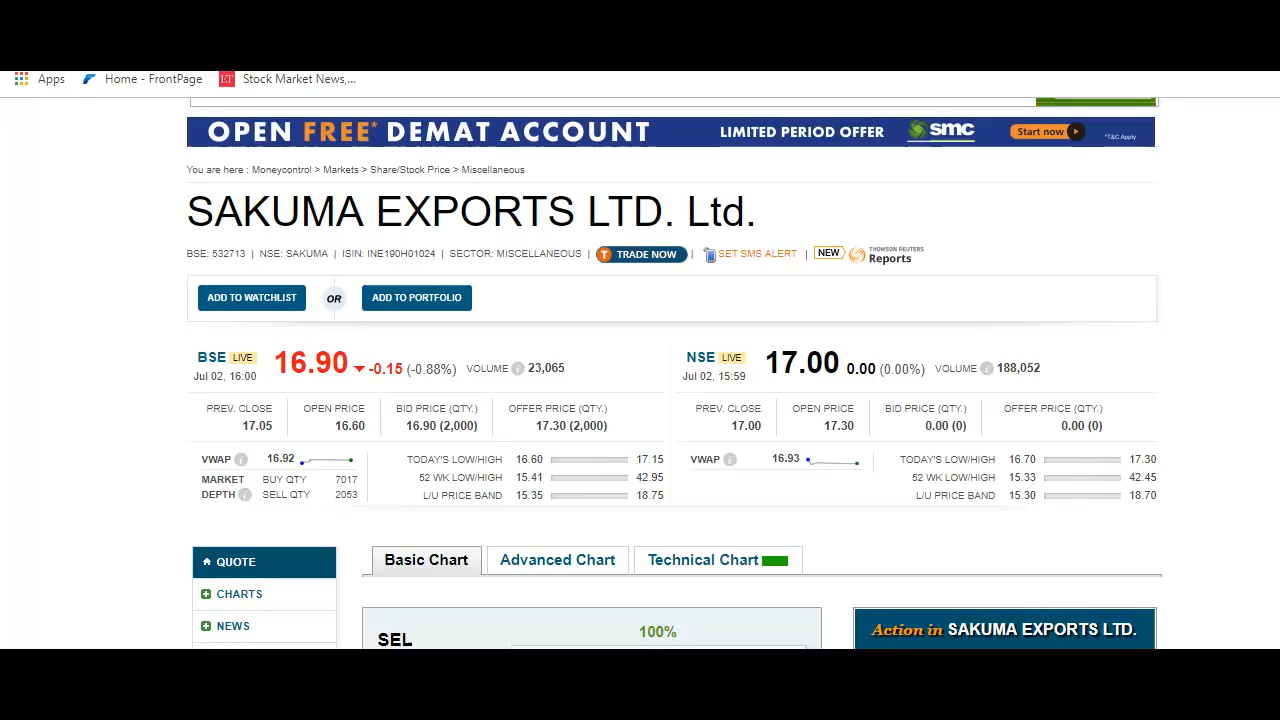 Apps Home - FrontPage ET Stock Market News,...
OPEN FREE* DEMAT ACCOUNT LIMITED PERIOD OFFER smc Start now *T&C Apply
You are here : Moneycontrol > Markets > Share/Stock Price > Miscellaneous
SAKUMA EXPORTS LTD. Ltd.
BSE: 532713 | NSE: SAKUMA | ISIN: INE190H01024 | SECTOR: MISCELLANEOUS | T TRADE NOW | SET SMS ALERT | NEW THOMSON REUTERS Reports
ADD TO WATCHLIST OR ADD TO PORTFOLIO
BSE LIVE 16.90 -0.15 (-0.88%) VOLUME i 23,065
Jul 02, 16:00
PREV. CLOSE OPEN PRICE BID PRICE (QTY.) OFFER PRICE (QTY.)
17.05 16.60 16.90 (2,000) 17.30 (2,000)
VWAP i 16.92 TODAY'S LOW/HIGH 16.60 17.15
MARKET BUY QTY 7017 52 WK LOW/HIGH 15.41 42.95
DEPTH i SELL QTY 2053 L/U PRICE BAND 15.35 18.75
NSE LIVE 17.00 0.00 (0.00%) VOLUME i 188,052
Jul 02, 15:59
PREV. CLOSE OPEN PRICE BID PRICE (QTY.) OFFER PRICE (QTY.)
17.00 17.30 0.00 (0) 0.00 (0)
VWAP i 16.93 TODAY'S LOW/HIGH 16.70 17.30
52 WK LOW/HIGH 15.33 42.45
L/U PRICE BAND 15.30 18.70
QUOTE
CHARTS
NEWS
Basic Chart Advanced Chart Technical Chart
100%
SEL
Action in SAKUMA EXPORTS LTD.